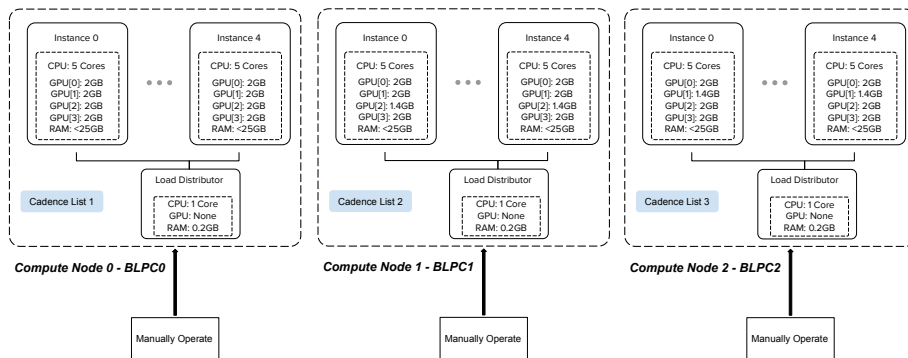 Instance 0
CPU: 5 Cores
GPU[0]: 2GB
GPU[1]: 2GB
GPU[2]: 2GB
GPU[3]: 2GB
RAM: <25GB
Instance 4
CPU: 5 Cores
GPU[0]: 2GB
GPU[1]: 2GB
GPU[2]: 2GB
GPU[3]: 2GB
RAM: <25GB
Load Distributor
Cadence List 1
CPU: 1 Core
GPU: None
RAM: 0.2GB
Compute Node 0 - BLPC0
Manually Operate
Instance 0
CPU: 5 Cores
GPU[0]: 2GB
GPU[1]: 2GB
GPU[2]: 1.4GB
GPU[3]: 2GB
RAM: <25GB
Instance 4
CPU: 5 Cores
GPU[0]: 2GB
GPU[1]: 2GB
GPU[2]: 1.4GB
GPU[3]: 2GB
RAM: <25GB
Load Distributor
Cadence List 2
CPU: 1 Core
GPU: None
RAM: 0.2GB
Compute Node 1 - BLPC1
Manually Operate
Instance 0
CPU: 5 Cores
GPU[0]: 2GB
GPU[1]: 1.4GB
GPU[2]: 2GB
GPU[3]: 2GB
RAM: <25GB
Instance 4
CPU: 5 Cores
GPU[0]: 2GB
GPU[1]: 1.4GB
GPU[2]: 2GB
GPU[3]: 2GB
RAM: <25GB
Load Distributor
Cadence List 3
CPU: 1 Core
GPU: None
RAM: 0.2GB
Compute Node 2 - BLPC2
Manually Operate